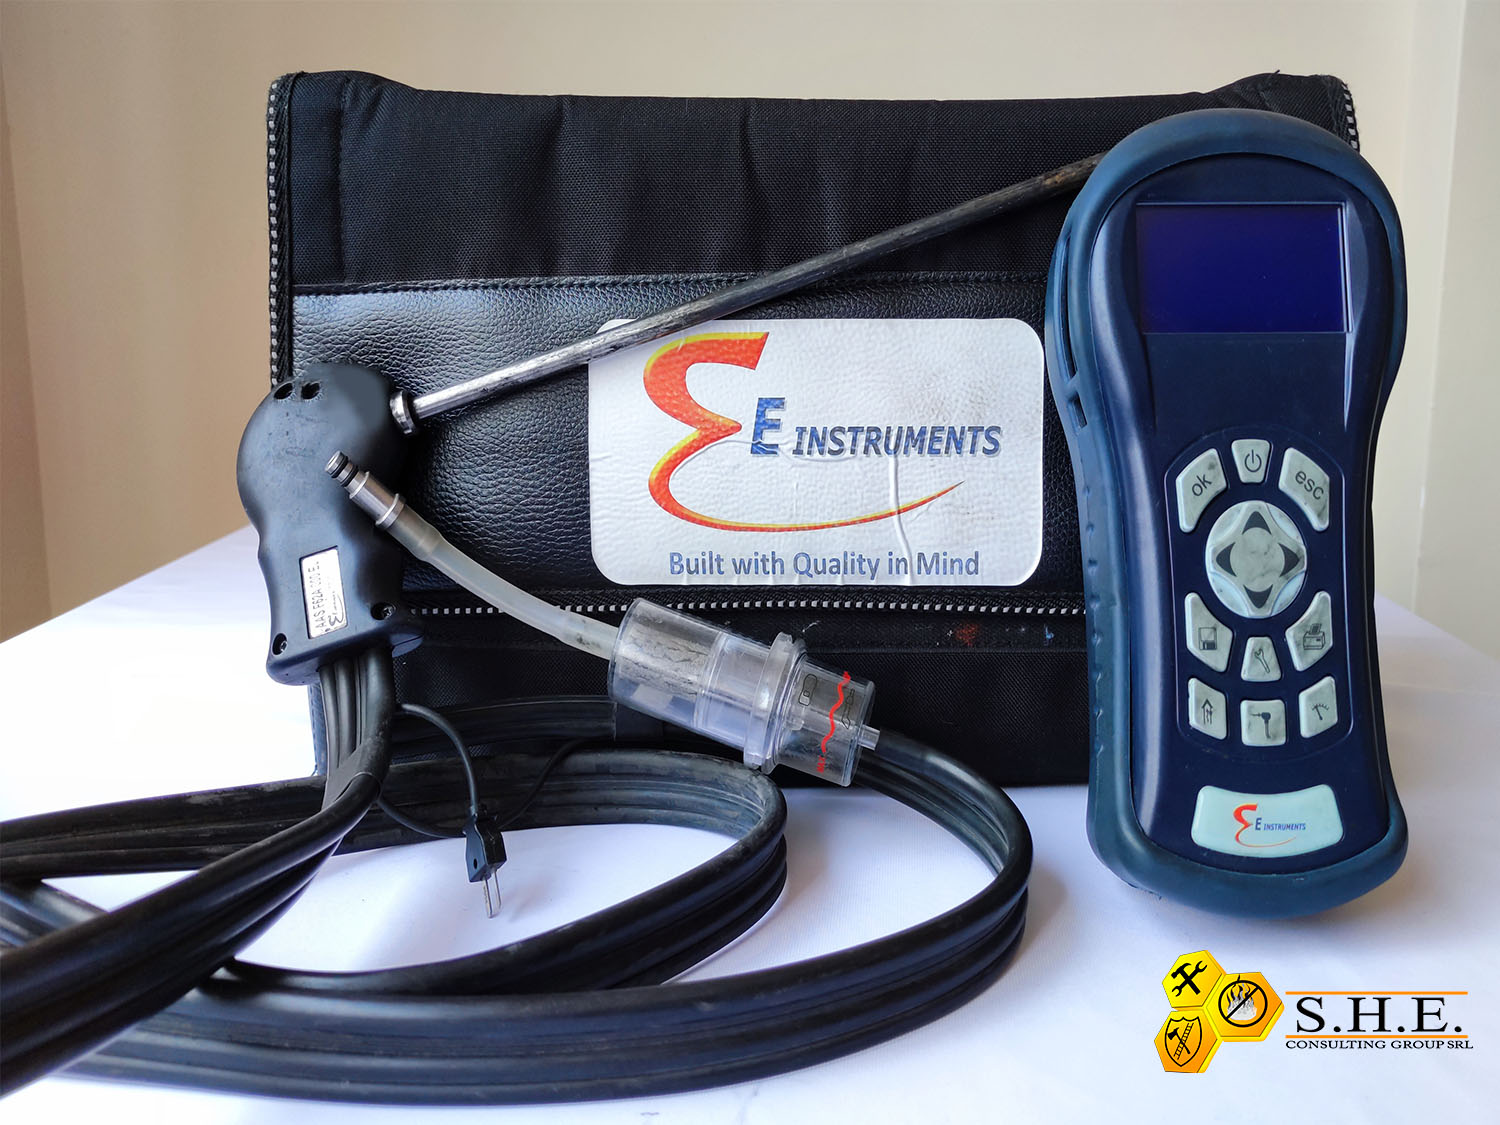 E INSTRUMENTS
Built with Quality in Mind
ok
esc
E INSTRUMENTS
S.H.E.
CONSULTING GROUP SRL